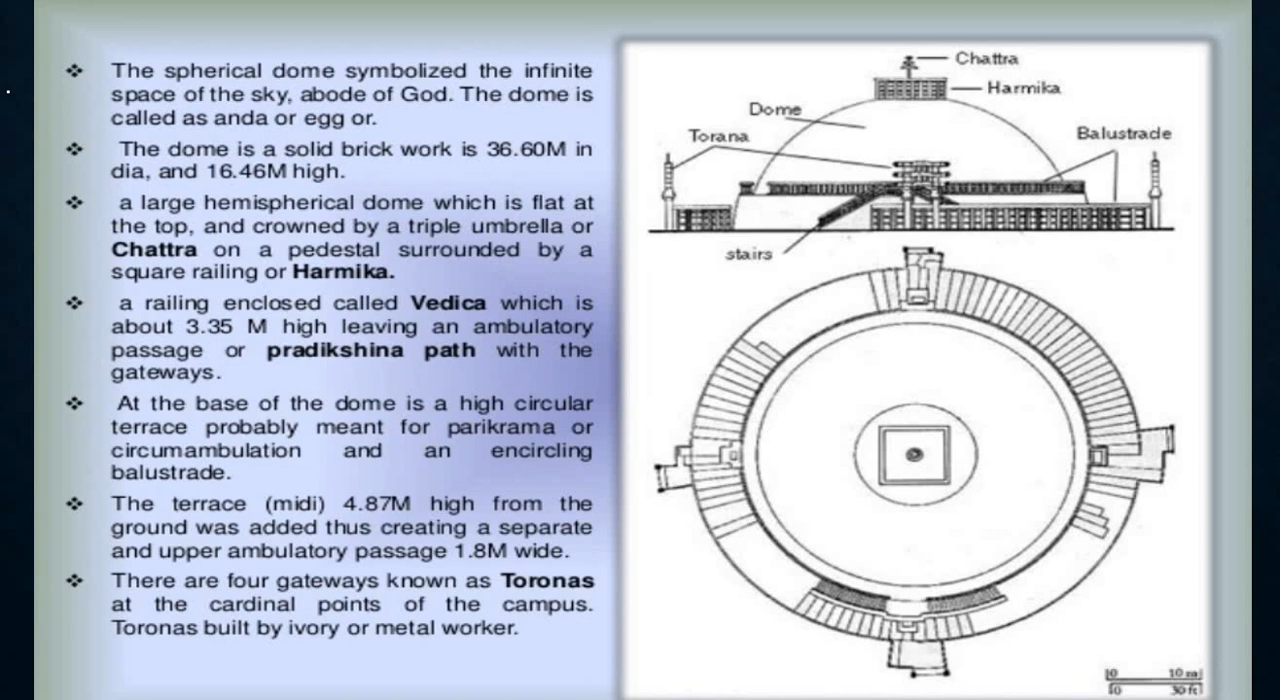 ❖ The spherical dome symbolized the infinite
space of the sky, abode of God. The dome is
called as anda or egg or.
❖ The dome is a solid brick work is 36.60M in
dia, and 16.46M high.
❖ a large hemispherical dome which is flat at
the top, and crowned by a triple umbrella or
Chattra on a pedestal surrounded by a
square railing or Harmika.
❖ a railing enclosed called Vedica which is
about 3.35 M high leaving an ambulatory
passage or pradikshina path with the
gateways.
❖ At the base of the dome is a high circular
terrace probably meant for parikrama or
circumambulation and an encircling
balustrade.
❖ The terrace (midi) 4.87M high from the
ground was added thus creating a separate
and upper ambulatory passage 1.8M wide.
❖ There are four gateways known as Toronas
at the cardinal points of the campus.
Toronas built by ivory or metal worker.
Chattra
Harmika
Dome
Torana
Balustrade
stairs
0 10 m
0 30 ft